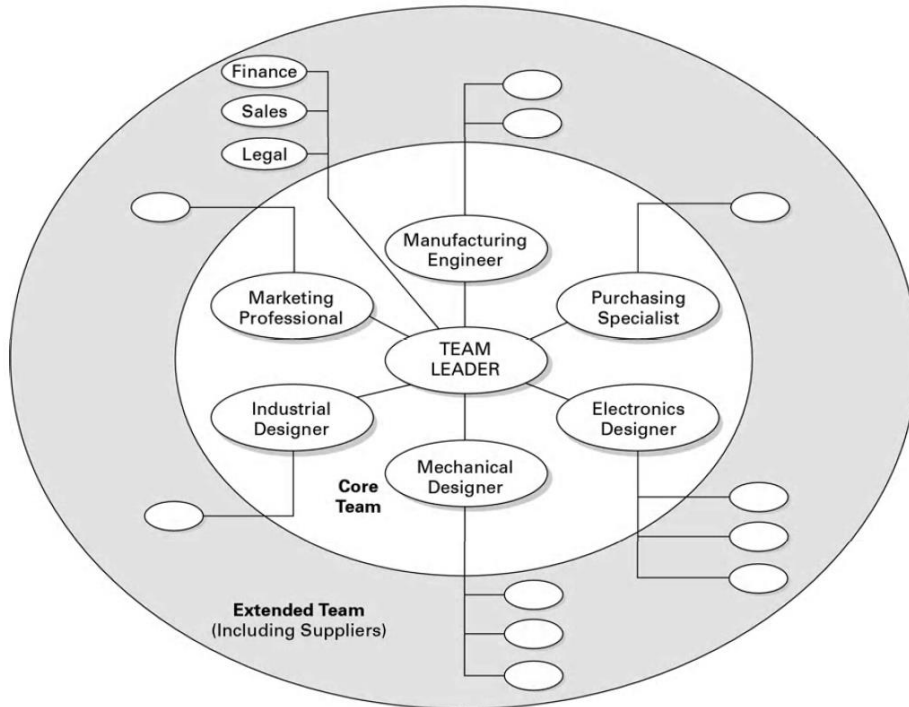 Finance
Sales
Legal
Manufacturing
Engineer
Marketing
Professional
Purchasing
Specialist
TEAM
LEADER
Industrial
Designer
Electronics
Designer
Mechanical
Designer
Core
Team
Extended Team
(Including Suppliers)